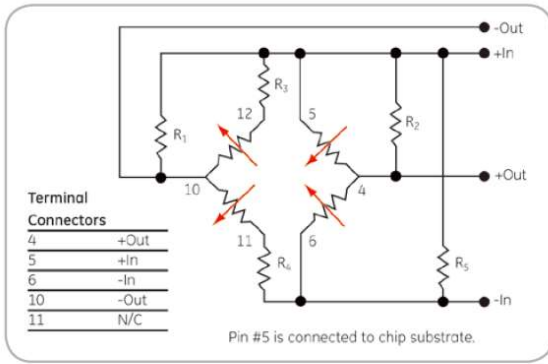 -Out
+In
R3
12
5
R1
R2
10
4
+Out
Terminal
Connectors
4 +Out
5 +In
6 -In
10 -Out
11 N/C
11
6
R4
R5
-In
Pin #5 is connected to chip substrate.